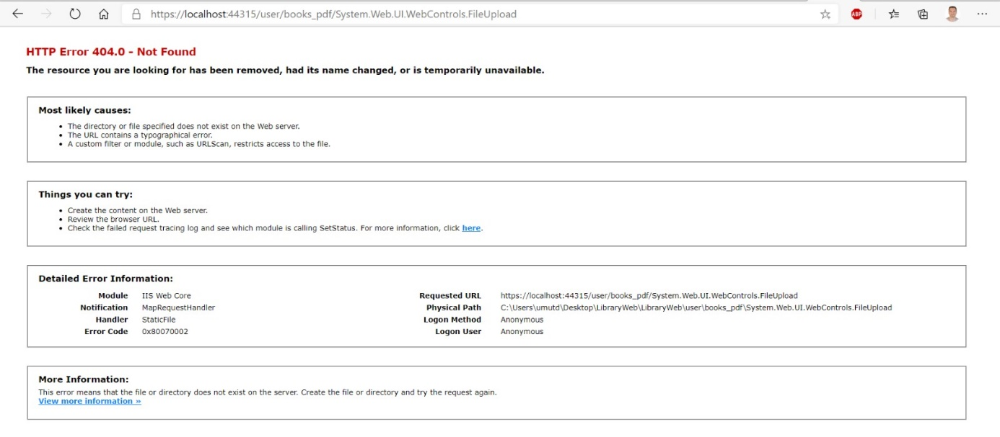 https://localhost:44315/user/books_pdf/System.Web.UI.WebControls.FileUpload
ABP
HTTP Error 404.0 - Not Found
The resource you are looking for has been removed, had its name changed, or is temporarily unavailable.
Most likely causes:
• The directory or file specified does not exist on the Web server.
• The URL contains a typographical error.
• A custom filter or module, such as URLScan, restricts access to the file.
Things you can try:
• Create the content on the Web server.
• Review the browser URL.
• Check the failed request tracing log and see which module is calling SetStatus. For more information, click here.
Detailed Error Information:
Module IIS Web Core
Notification MapRequestHandler
Handler StaticFile
Error Code 0x80070002
Requested URL https://localhost:44315/user/books_pdf/System.Web.UI.WebControls.FileUpload
Physical Path C:\Users\umutd\Desktop\LibraryWeb\LibraryWeb\user\books_pdf\System.Web.UI.WebControls.FileUpload
Logon Method Anonymous
Logon User Anonymous
More Information:
This error means that the file or directory does not exist on the server. Create the file or directory and try the request again.
View more information »